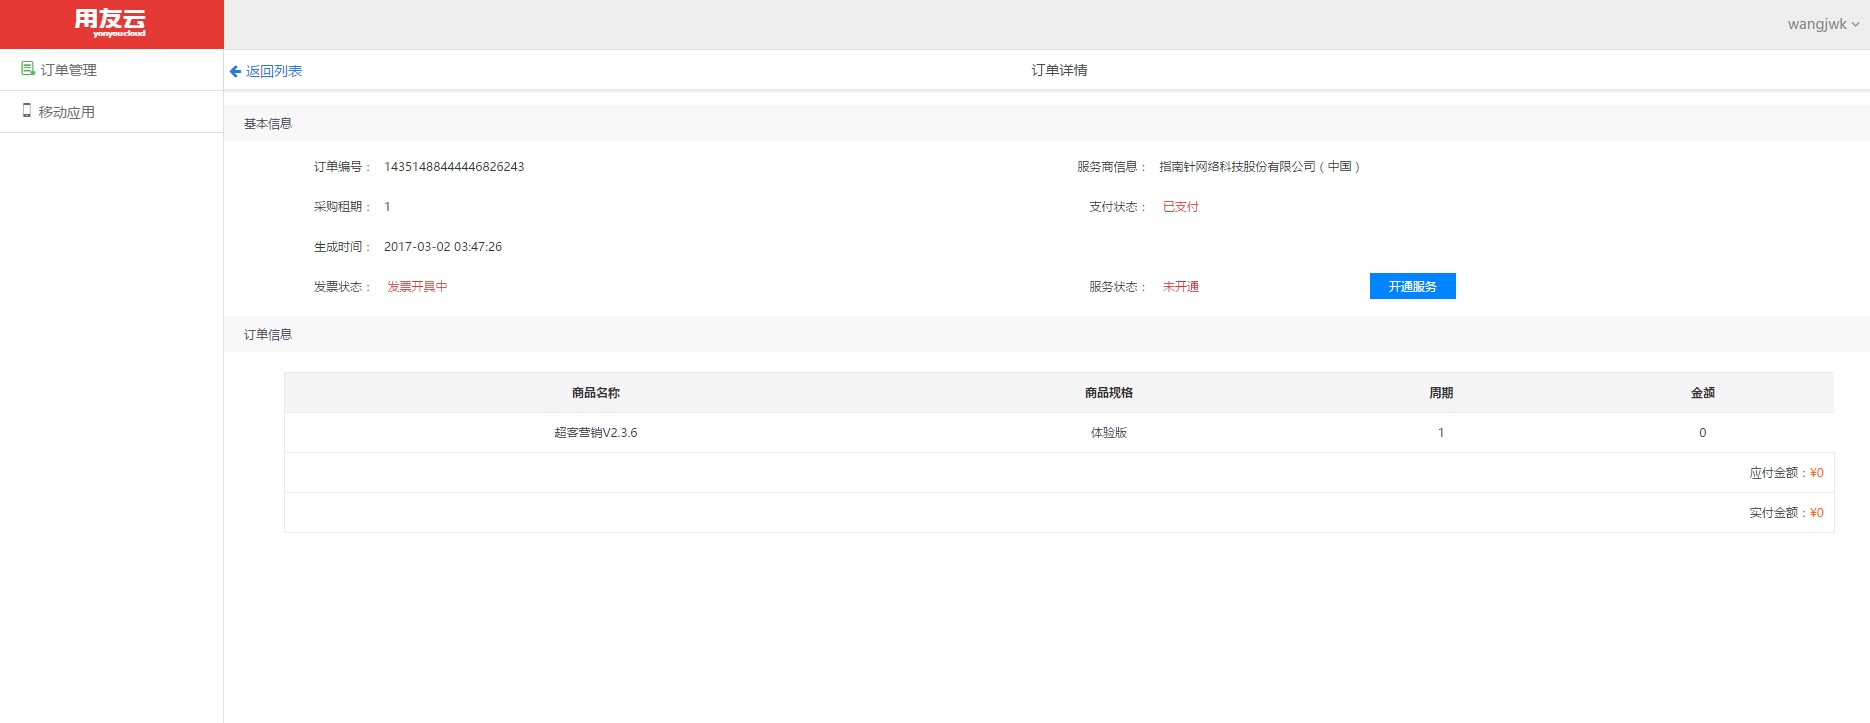 用友云
yonyoucloud
wangjwk
订单管理
移动应用
返回列表
订单详情
基本信息
订单编号： 14351488444446826243
服务商信息： 指南针网络科技股份有限公司（中国）
采购租期： 1
支付状态： 已支付
生成时间： 2017-03-02 03:47:26
发票状态： 发票开具中
服务状态： 未开通
开通服务
订单信息
商品名称 商品规格 周期 金额
超客营销V2.3.6 体验版 1 0
应付金额：¥0
实付金额：¥0